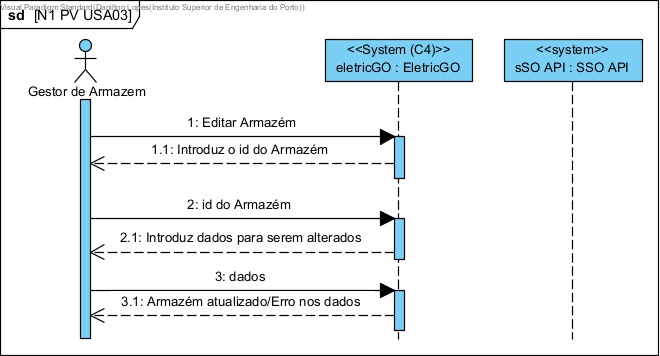 Visual Paradigm Standard(Danilton Lopes(Instituto Superior de Engenharia do Porto))
sd [N1 PV USA03]
Gestor de Armazem
<<System (C4)>>
eletricGO : EletricGO
<<system>>
sSO API : SSO API
1: Editar Armazém
1.1: Introduz o id do Armazém
2: id do Armazém
2.1: Introduz dados para serem alterados
3: dados
3.1: Armazém atualizado/Erro nos dados